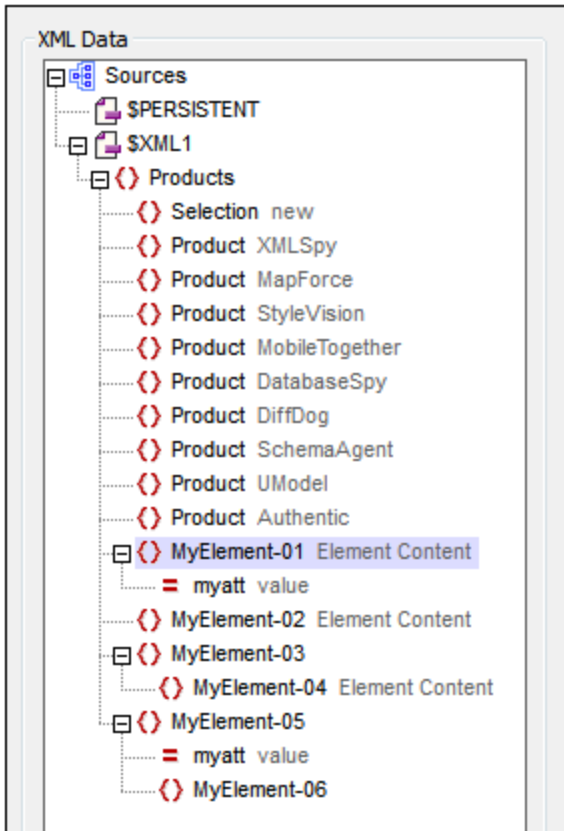 XML Data
Sources
$PERSISTENT
$XML1
Products
Selection new
Product XMLSpy
Product MapForce
Product StyleVision
Product MobileTogether
Product DatabaseSpy
Product DiffDog
Product SchemaAgent
Product UModel
Product Authentic
MyElement-01 Element Content
myatt value
MyElement-02 Element Content
MyElement-03
MyElement-04 Element Content
MyElement-05
myatt value
MyElement-06